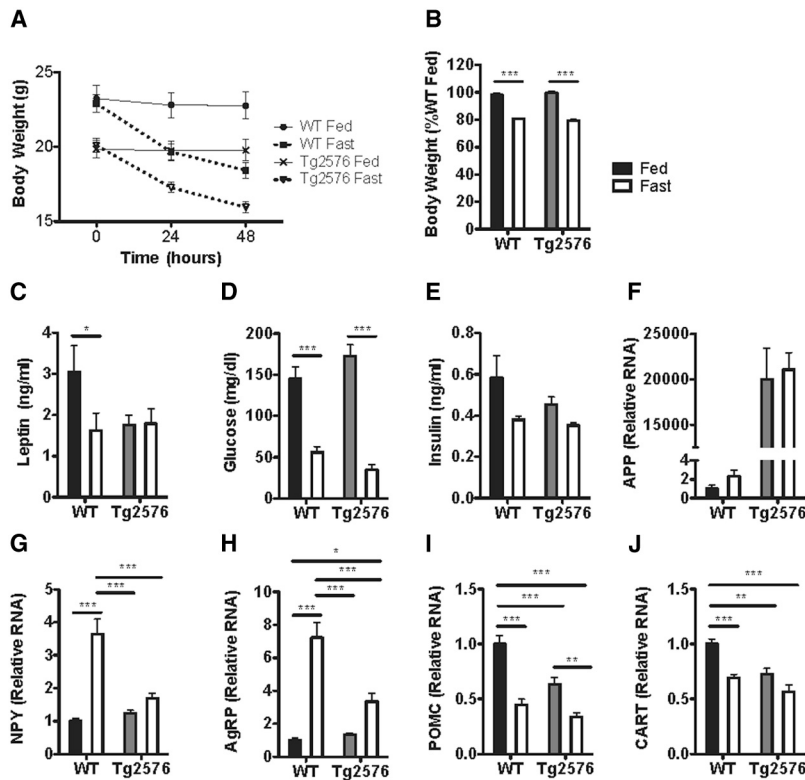 A
B
Body Weight (g)
25
20
15
0 24 48
Time (hours)
WT Fed
WT Fast
Tg2576 Fed
Tg2576 Fast
Body Weight (%WT Fed)
120
100
80
60
40
20
0
*** ***
WT Tg2576
Fed
Fast
C
D
E
F
Leptin (ng/ml)
4
3
2
1
0
*
WT Tg2576
Glucose (mg/dl)
200
150
100
50
0
*** ***
WT Tg2576
Insulin (ng/ml)
0.8
0.6
0.4
0.2
0.0
WT Tg2576
APP (Relative RNA)
25000
20000
15000
4
2
0
WT Tg2576
G
H
I
J
NPY (Relative RNA)
5
4
3
2
1
0
***
***
***
WT Tg2576
AgRP (Relative RNA)
10
8
6
4
2
0
*
***
***
***
WT Tg2576
POMC (Relative RNA)
1.5
1.0
0.5
0.0
***
***
***
**
WT Tg2576
CART (Relative RNA)
1.5
1.0
0.5
0.0
***
**
***
WT Tg2576